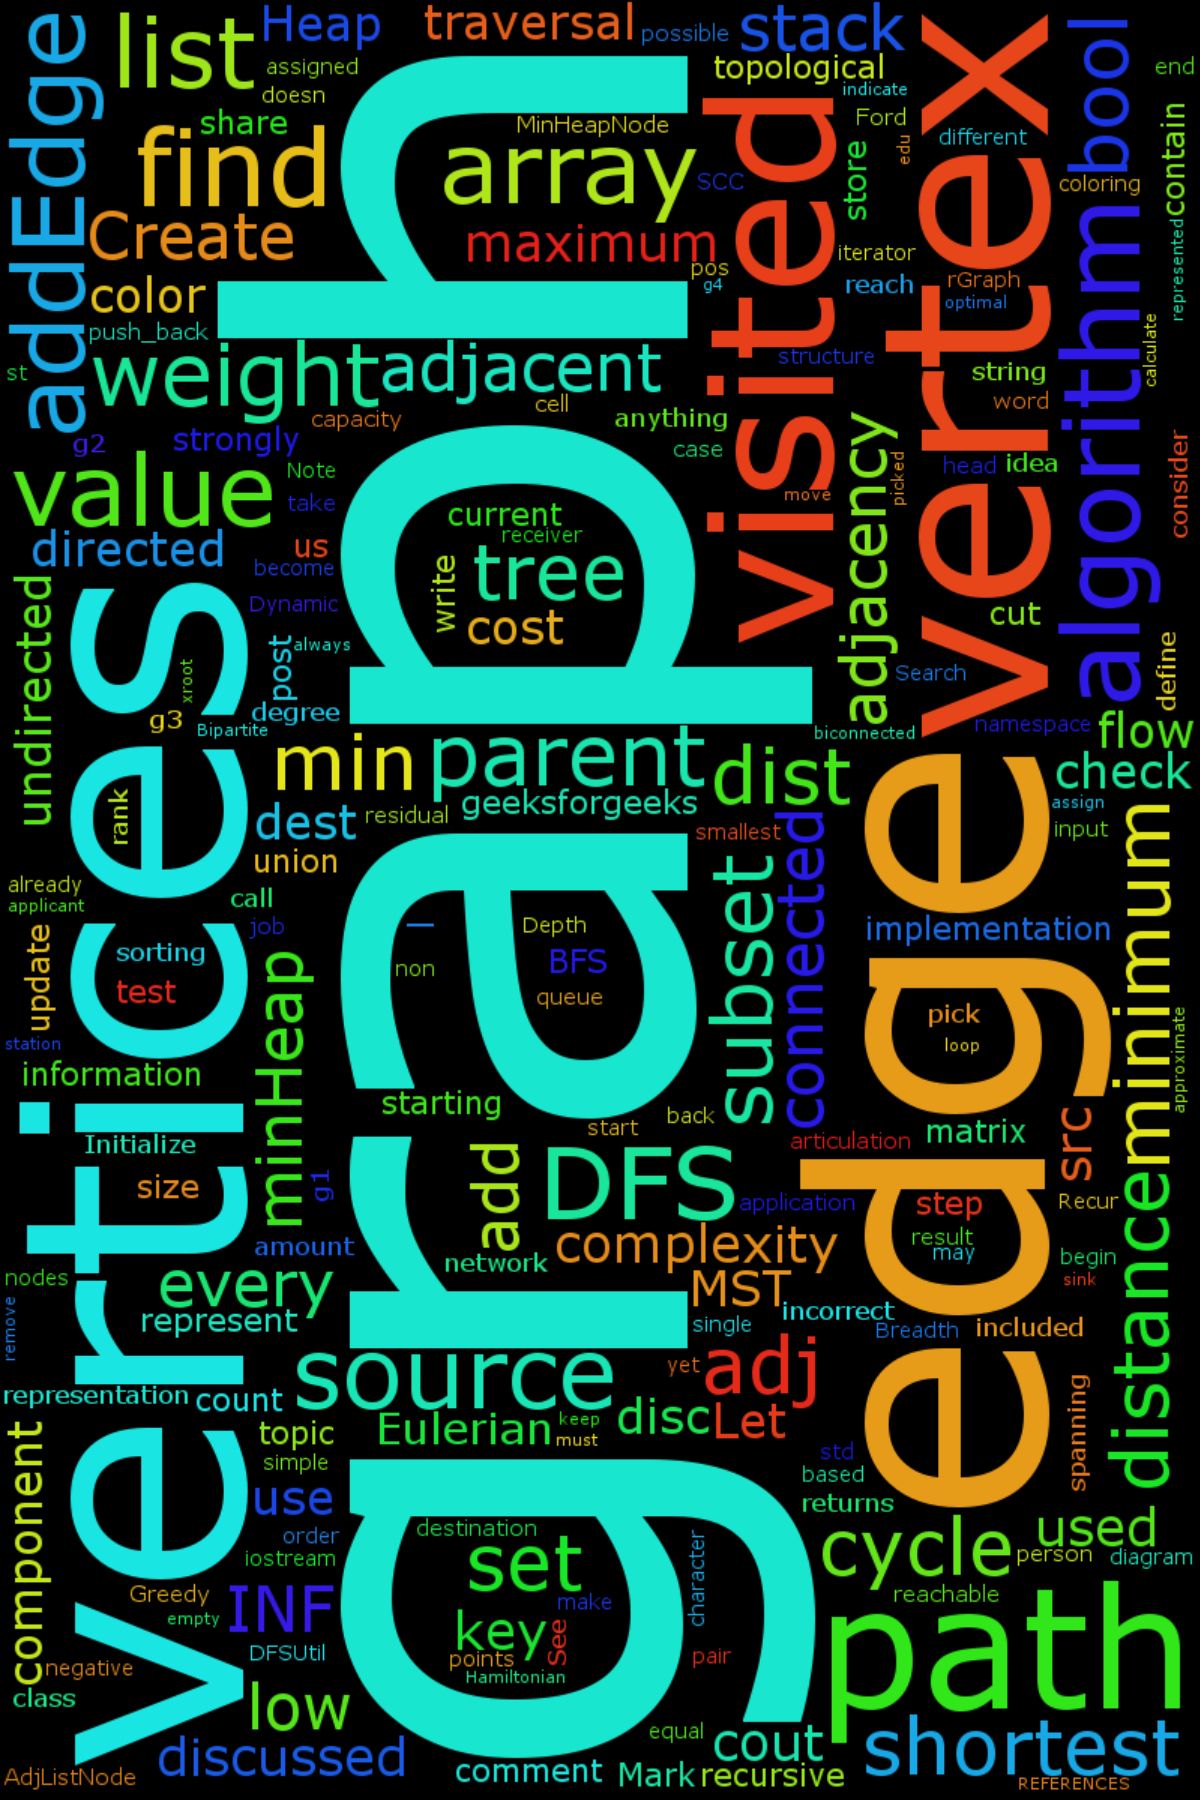 addEdge
list
Heap
traversal
possible
stack
vertex
bool
end
assigned
doesn
topological
indicate
share
find
graph
MinHeapNode
array
SCC
visited
Ford
edu
store
different
coloring
contain
Create
maximum
pos
g4
iterator
reach
rGraph
optimal
algorithm
represented
color
push_back
st
weight
adjacent
structure
string
word
calculate
capacity
cell
anything
case
g2
strongly
adjacency
picked
head
idea
consider
value
Note
take
move
directed
us
become
current
receiver
tree
write
cost
undirected
vertices
Dynamic
always
post
xroot
g3
degree
Bipartite
cut
Search
define
namespace
biconnected
flow
min
parent
dist
edge
check
geeksforgeeks
assign
rank
dest
residual
smallest
connected
input
union
subset
minimum
already
applicant
call
job
Depth
implementation
update
sorting
test
minHeap
non
BFS
queue
pick
loop
approximate
station
information
starting
start
back
src
Initialize
articulation
matrix
size
g1
add
DFS
application
step
Recur
distance
amount
network
complexity
result
may
begin
sink
nodes
every
MST
remove
represent
incorrect
single
Breadth
included
source
yet
adj
representation
count
spanning
component
topic
Eulerian
keep
must
disc
Let
simple
std
based
use
returns
order
iostream
destination
set
character
cycle
used
person
diagram
Greedy
empty
INF
make
reachable
key
See
path
DFSUtil
points
Hamiltonian
pair
negative
class
low
equal
cout
shortest
discussed
AdjListNode
comment
Mark
recursive
REFERENCES